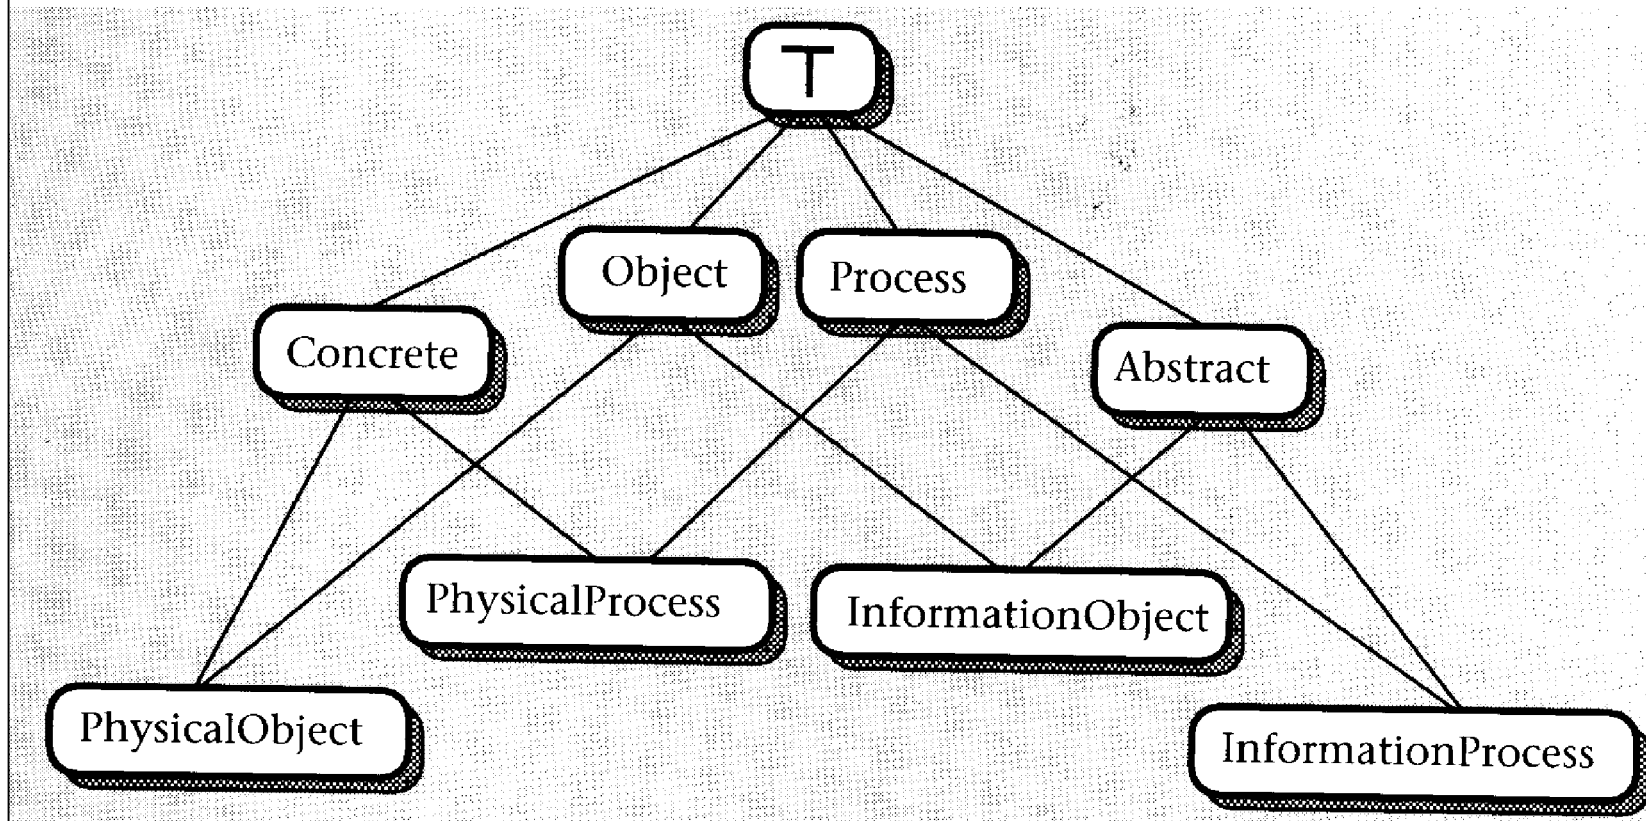 T
Object
Process
Concrete
Abstract
PhysicalProcess
InformationObject
PhysicalObject
InformationProcess